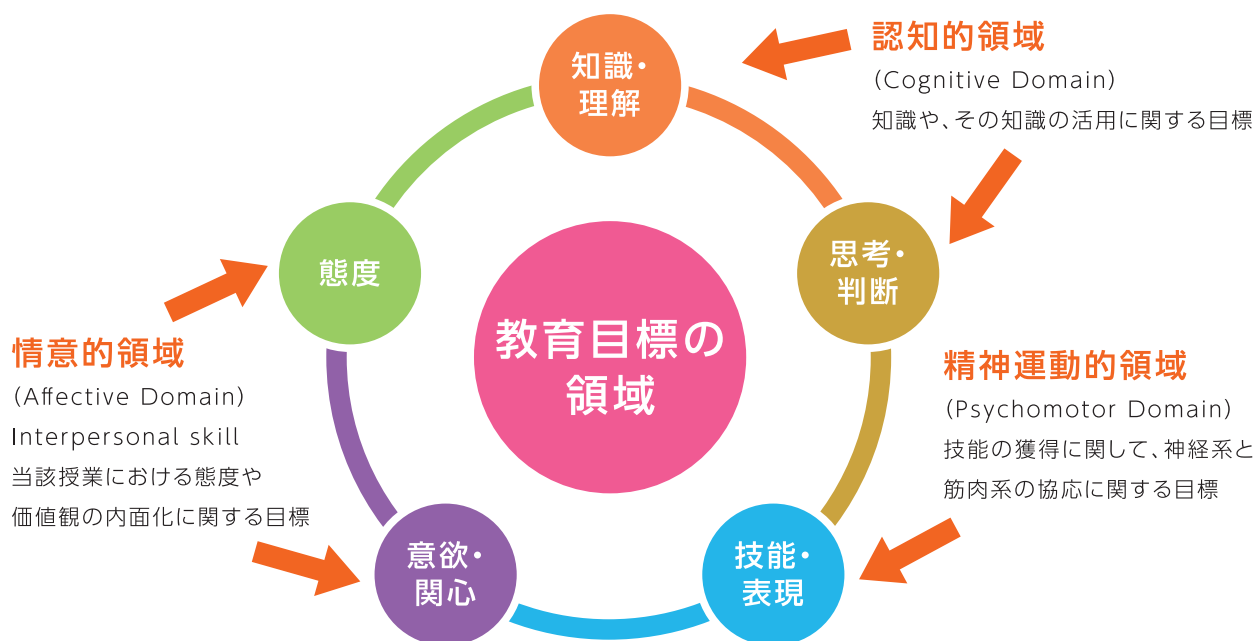 知識・
理解
認知的領域
(Cognitive Domain)
知識や、その知識の活用に関する目標
思考・
判断
態度
教育目標の
領域
情意的領域
(Affective Domain)
Interpersonal skill
当該授業における態度や
価値観の内面化に関する目標
精神運動的領域
(Psychomotor Domain)
技能の獲得に関して、神経系と
筋肉系の協応に関する目標
意欲・
関心
技能・
表現